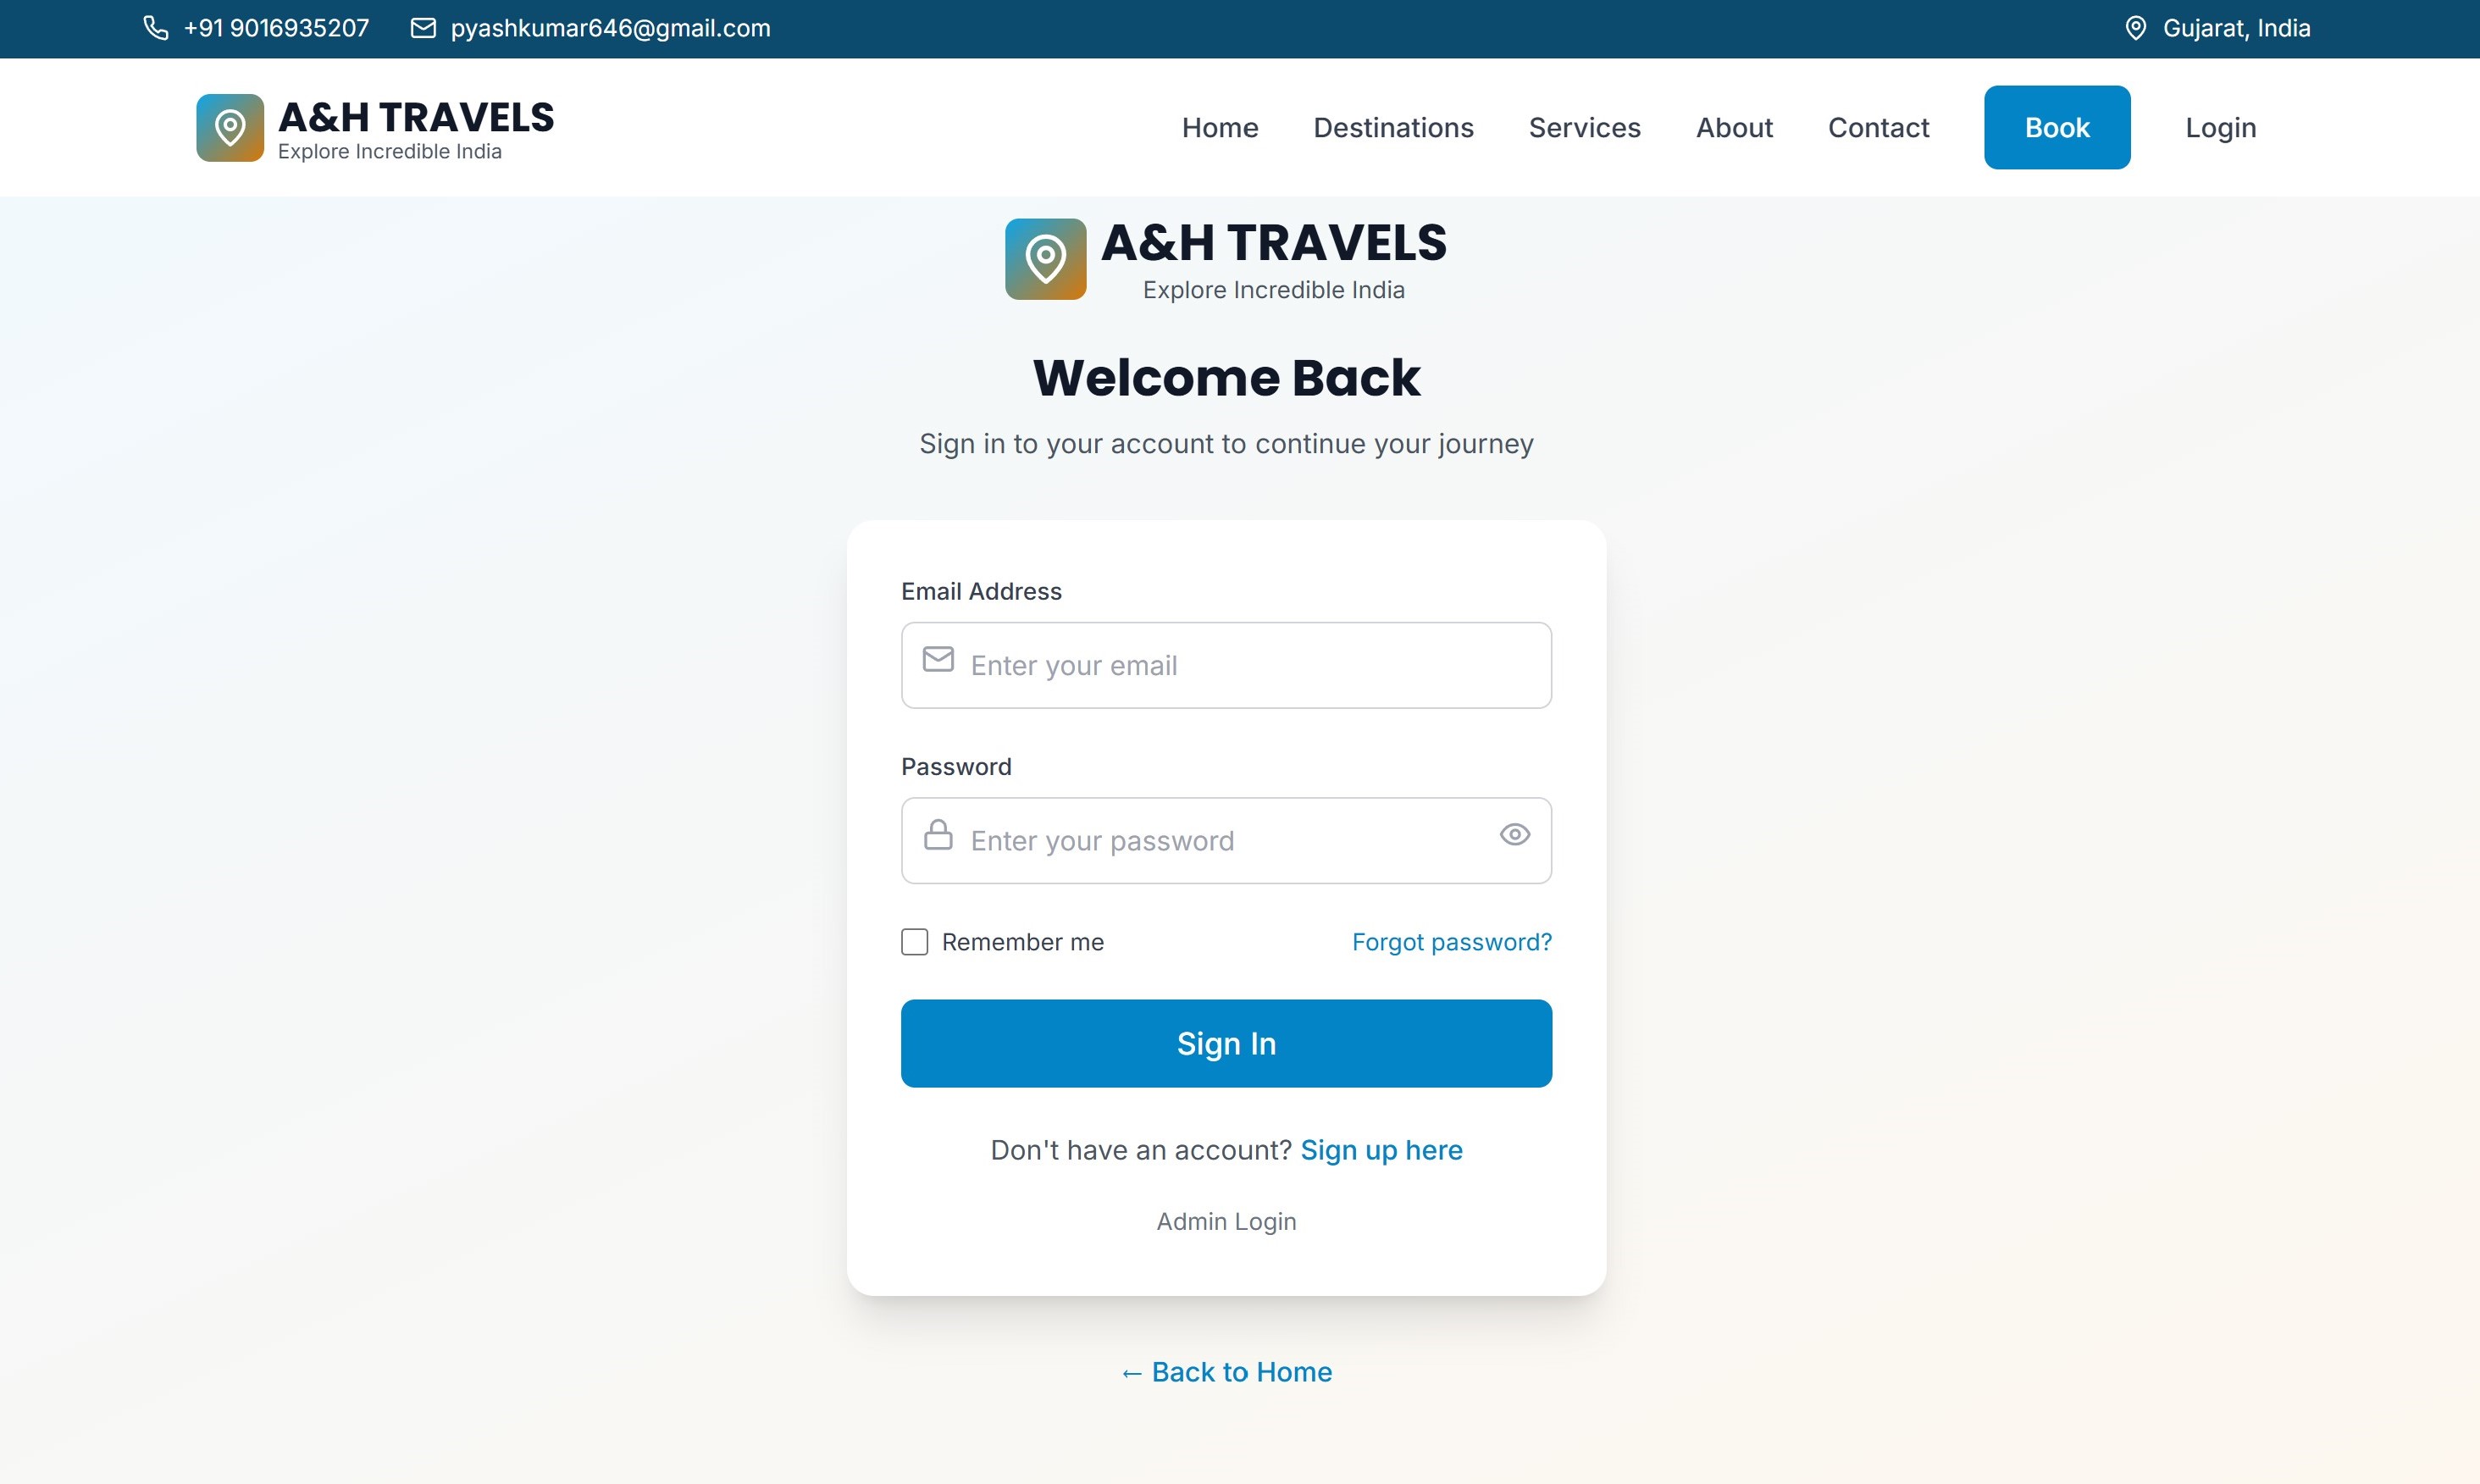 +91 9016935207 pyashkumar646@gmail.com Gujarat, India
A&H TRAVELS
Explore Incredible India
Home Destinations Services About Contact Book Login
A&H TRAVELS
Explore Incredible India
Welcome Back
Sign in to your account to continue your journey
Email Address
Enter your email
Password
Enter your password
Remember me Forgot password?
Sign In
Don't have an account? Sign up here
Admin Login
← Back to Home